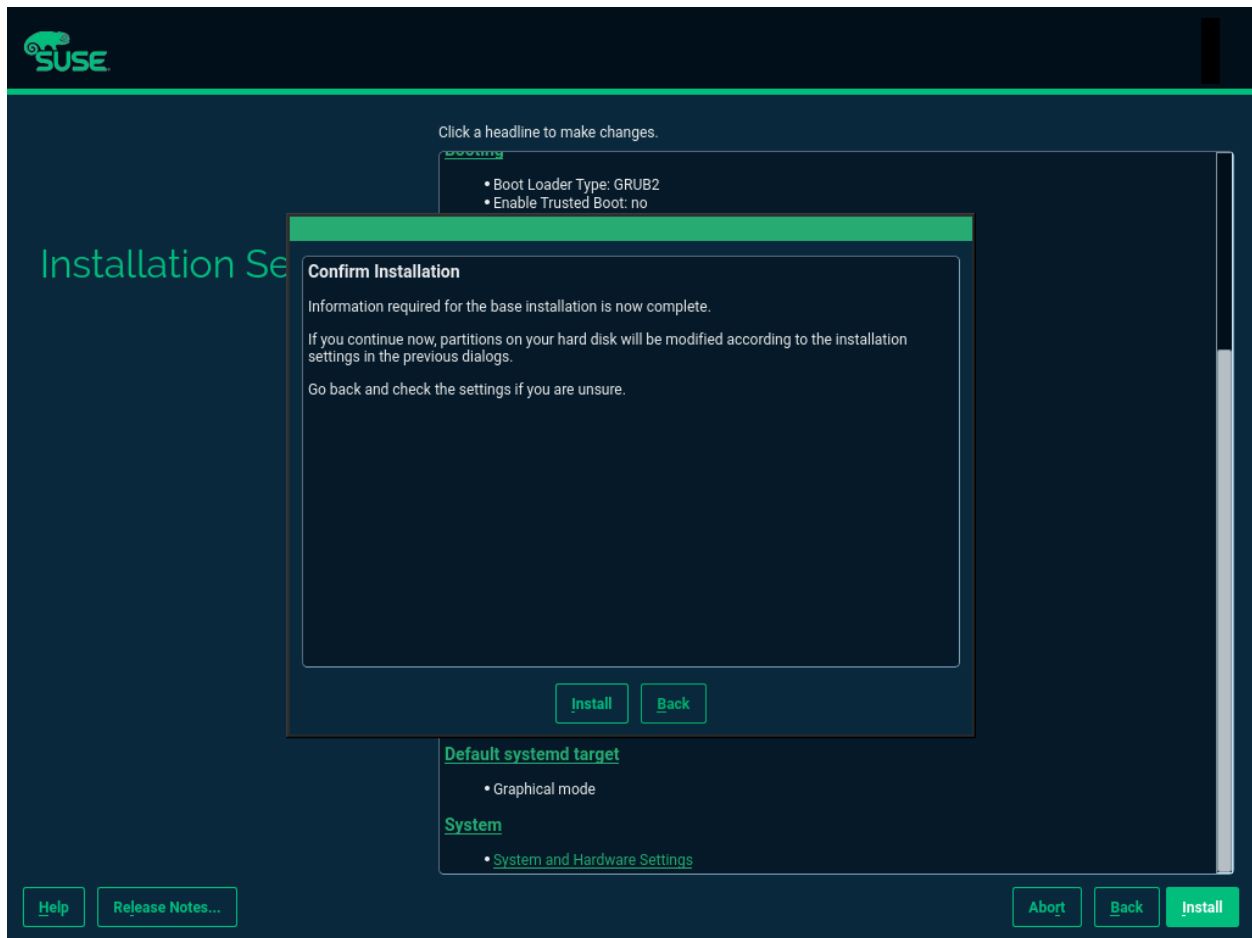 SUSE
Click a headline to make changes.
Booting
• Boot Loader Type: GRUB2
• Enable Trusted Boot: no
Installation Se
Confirm Installation
Information required for the base installation is now complete.
If you continue now, partitions on your hard disk will be modified according to the installation
settings in the previous dialogs.
Go back and check the settings if you are unsure.
Install Back
Default systemd target
• Graphical mode
System
• System and Hardware Settings
Help Release Notes... Abort Back Install